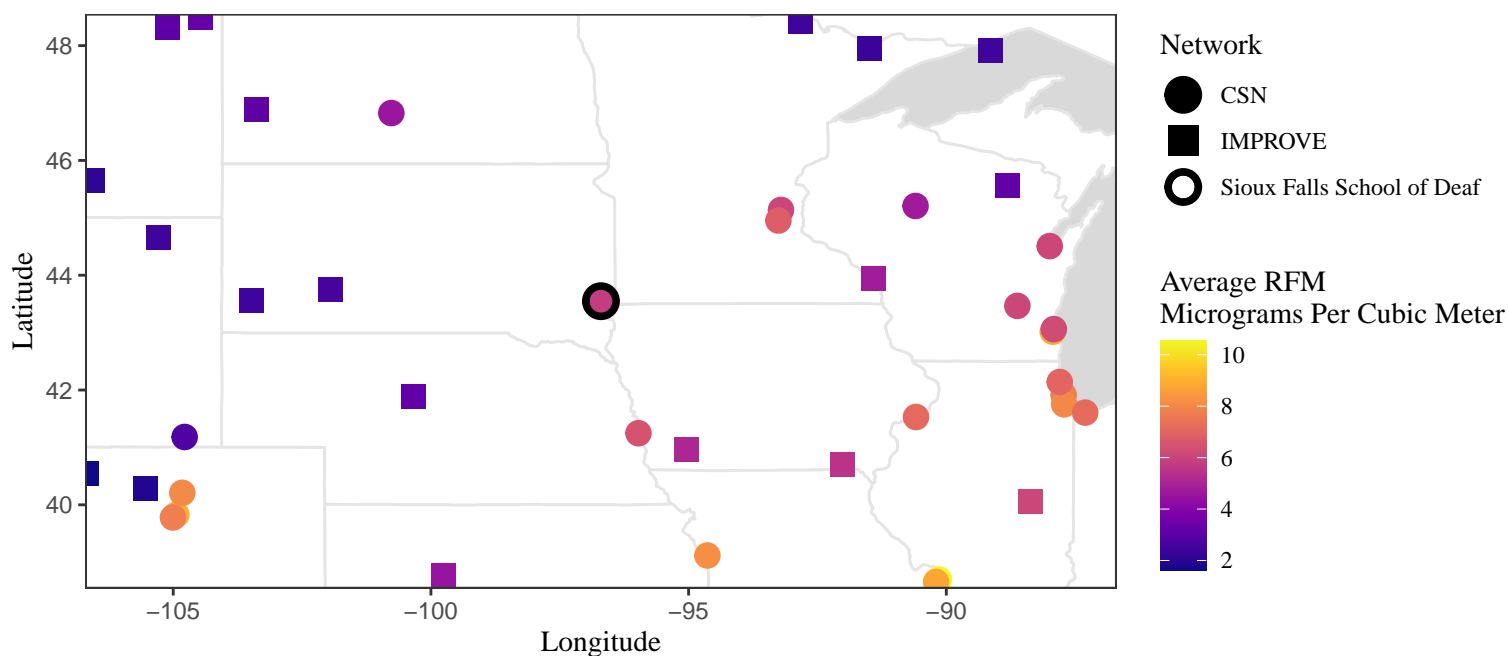 48
46
44
42
40
Latitude
−105
−100
−95
−90
Longitude
Network
CSN
IMPROVE
Sioux Falls School of Deaf
Average RFM
Micrograms Per Cubic Meter
10
8
6
4
2